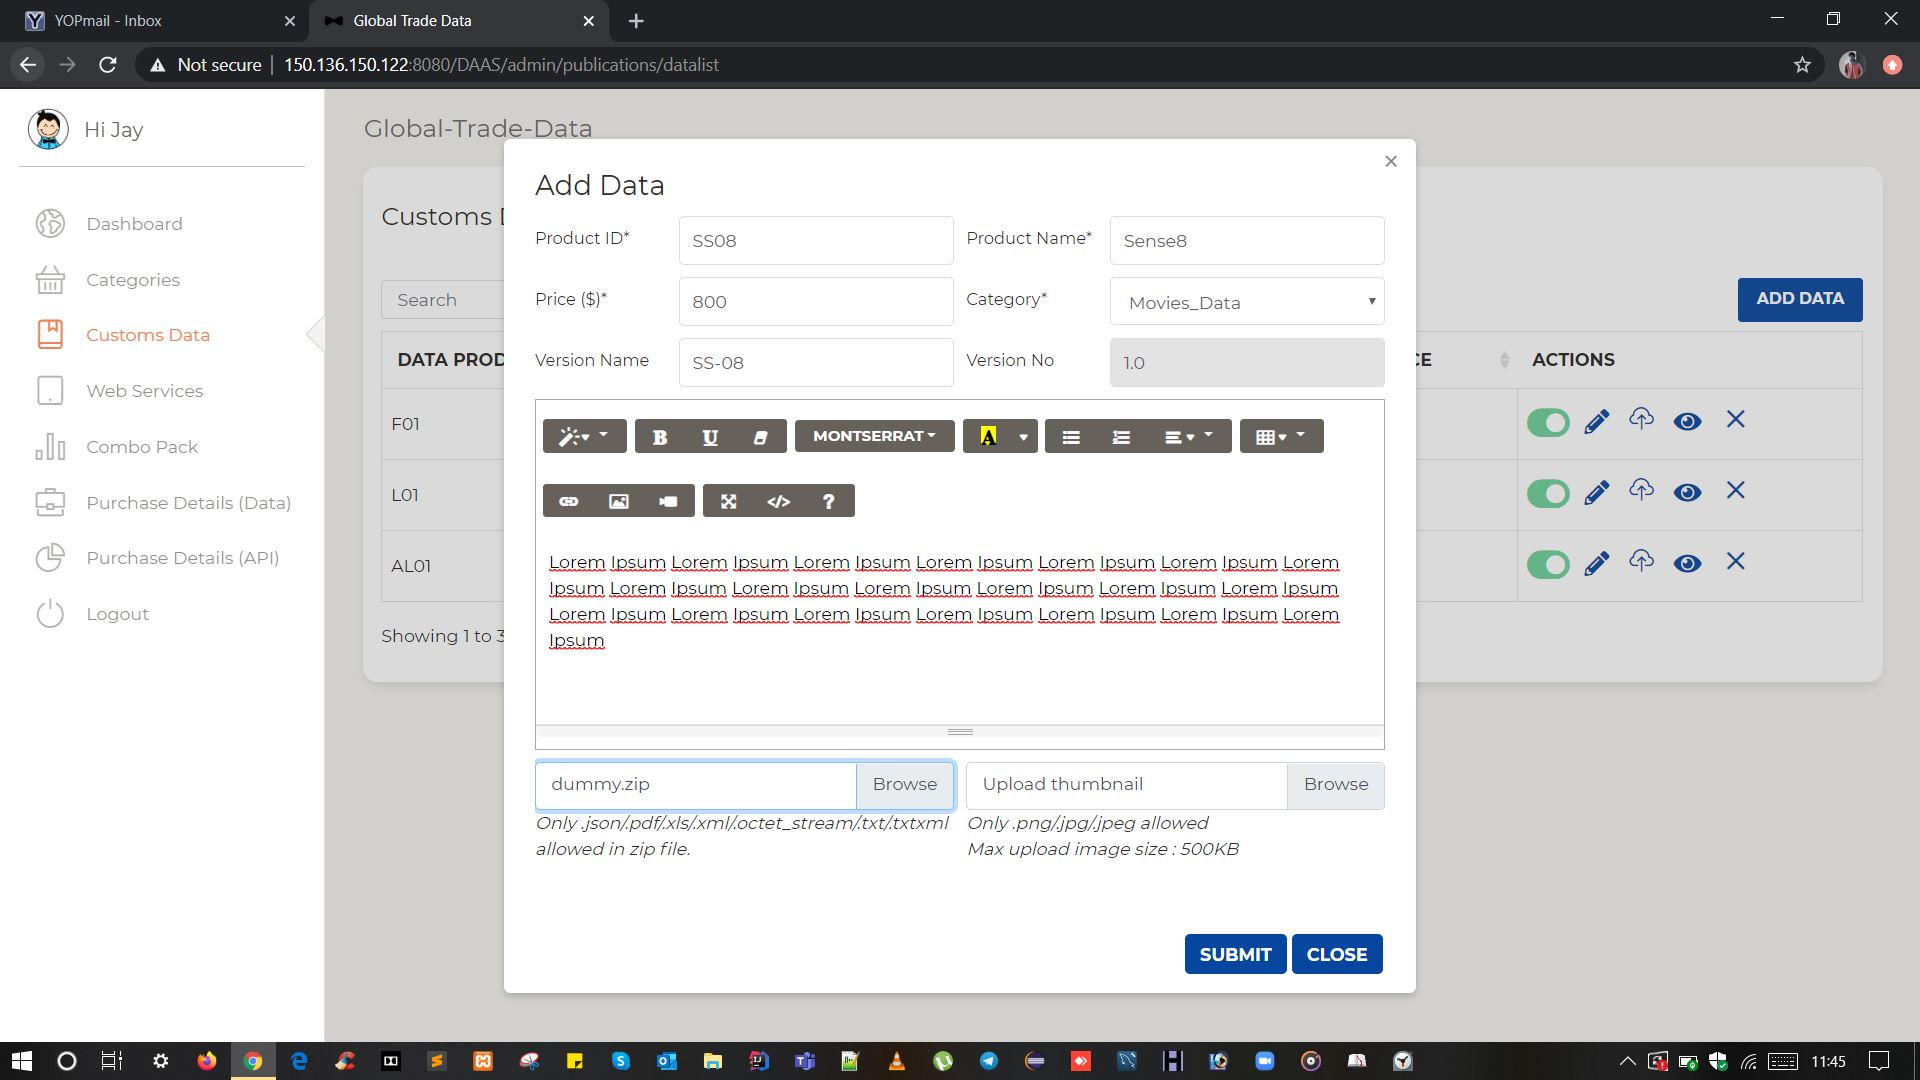 YOPmail - Inbox
Global Trade Data
Not secure
150.136.150.122:8080/DAAS/admin/publications/datalist
Hi Jay
Dashboard
Categories
Customs Data
Web Services
Combo Pack
Purchase Details (Data)
Purchase Details (API)
Logout
Global-Trade-Data
Customs D
Search
ADD DATA
DATA PROD
CE
ACTIONS
F01
L01
AL01
Showing 1 to 3
Add Data
×
Product ID*
SS08
Product Name*
Sense8
Price ($)*
800
Category*
Movies_Data
Version Name
SS-08
Version No
1.0
B U
MONTSERRAT
A
</> ?
Lorem Ipsum Lorem Ipsum Lorem Ipsum Lorem Ipsum Lorem Ipsum Lorem Ipsum Lorem
Ipsum Lorem Ipsum Lorem Ipsum Lorem Ipsum Lorem Ipsum Lorem Ipsum Lorem Ipsum
Lorem Ipsum Lorem Ipsum Lorem Ipsum Lorem Ipsum Lorem Ipsum Lorem Ipsum Lorem
Ipsum
dummy.zip
Browse
Upload thumbnail
Browse
Only .json/.pdf/.xls/.xml/.octet_stream/.txt/.txtxml
allowed in zip file.
Only .png/.jpg/.jpeg allowed
Max upload image size : 500KB
SUBMIT
CLOSE
11:45